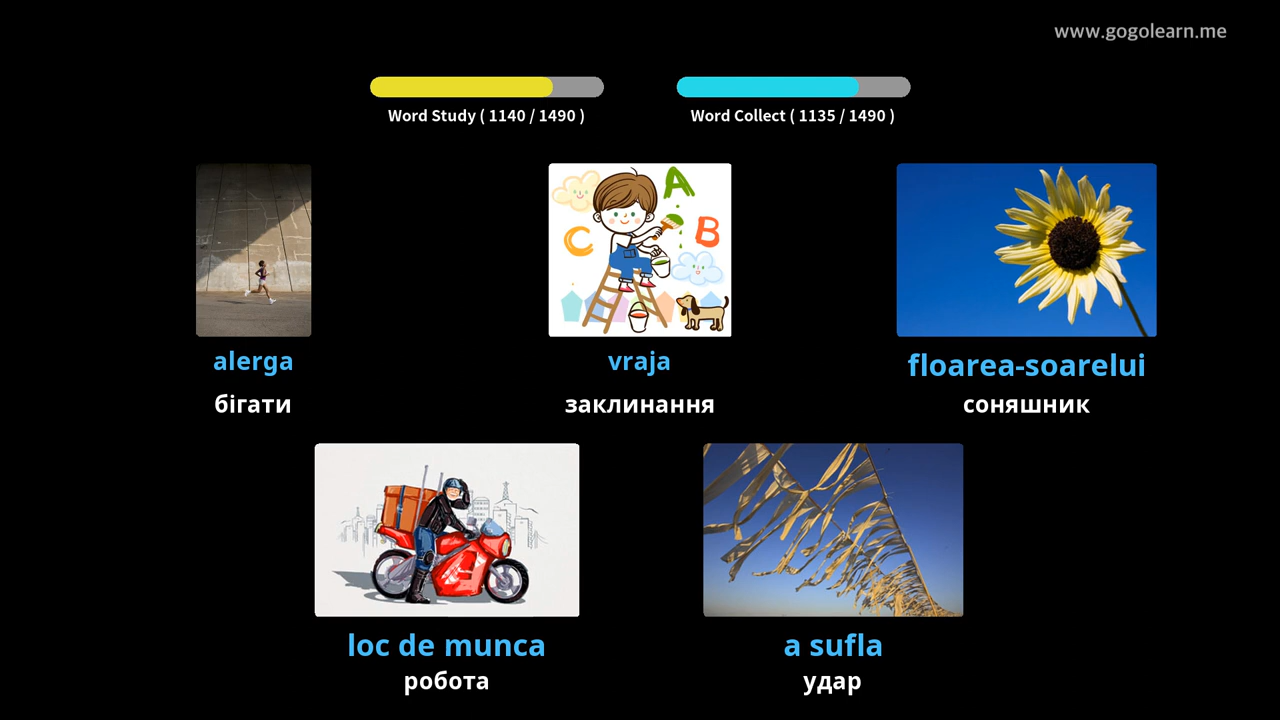 www.gogolearn.me
Word Study ( 1140 / 1490 )
Word Collect ( 1135 / 1490 )
A
B
C
alerga
бігати
vraja
заклинання
floarea-soarelui
соняшник
loc de munca
робота
a sufla
удар